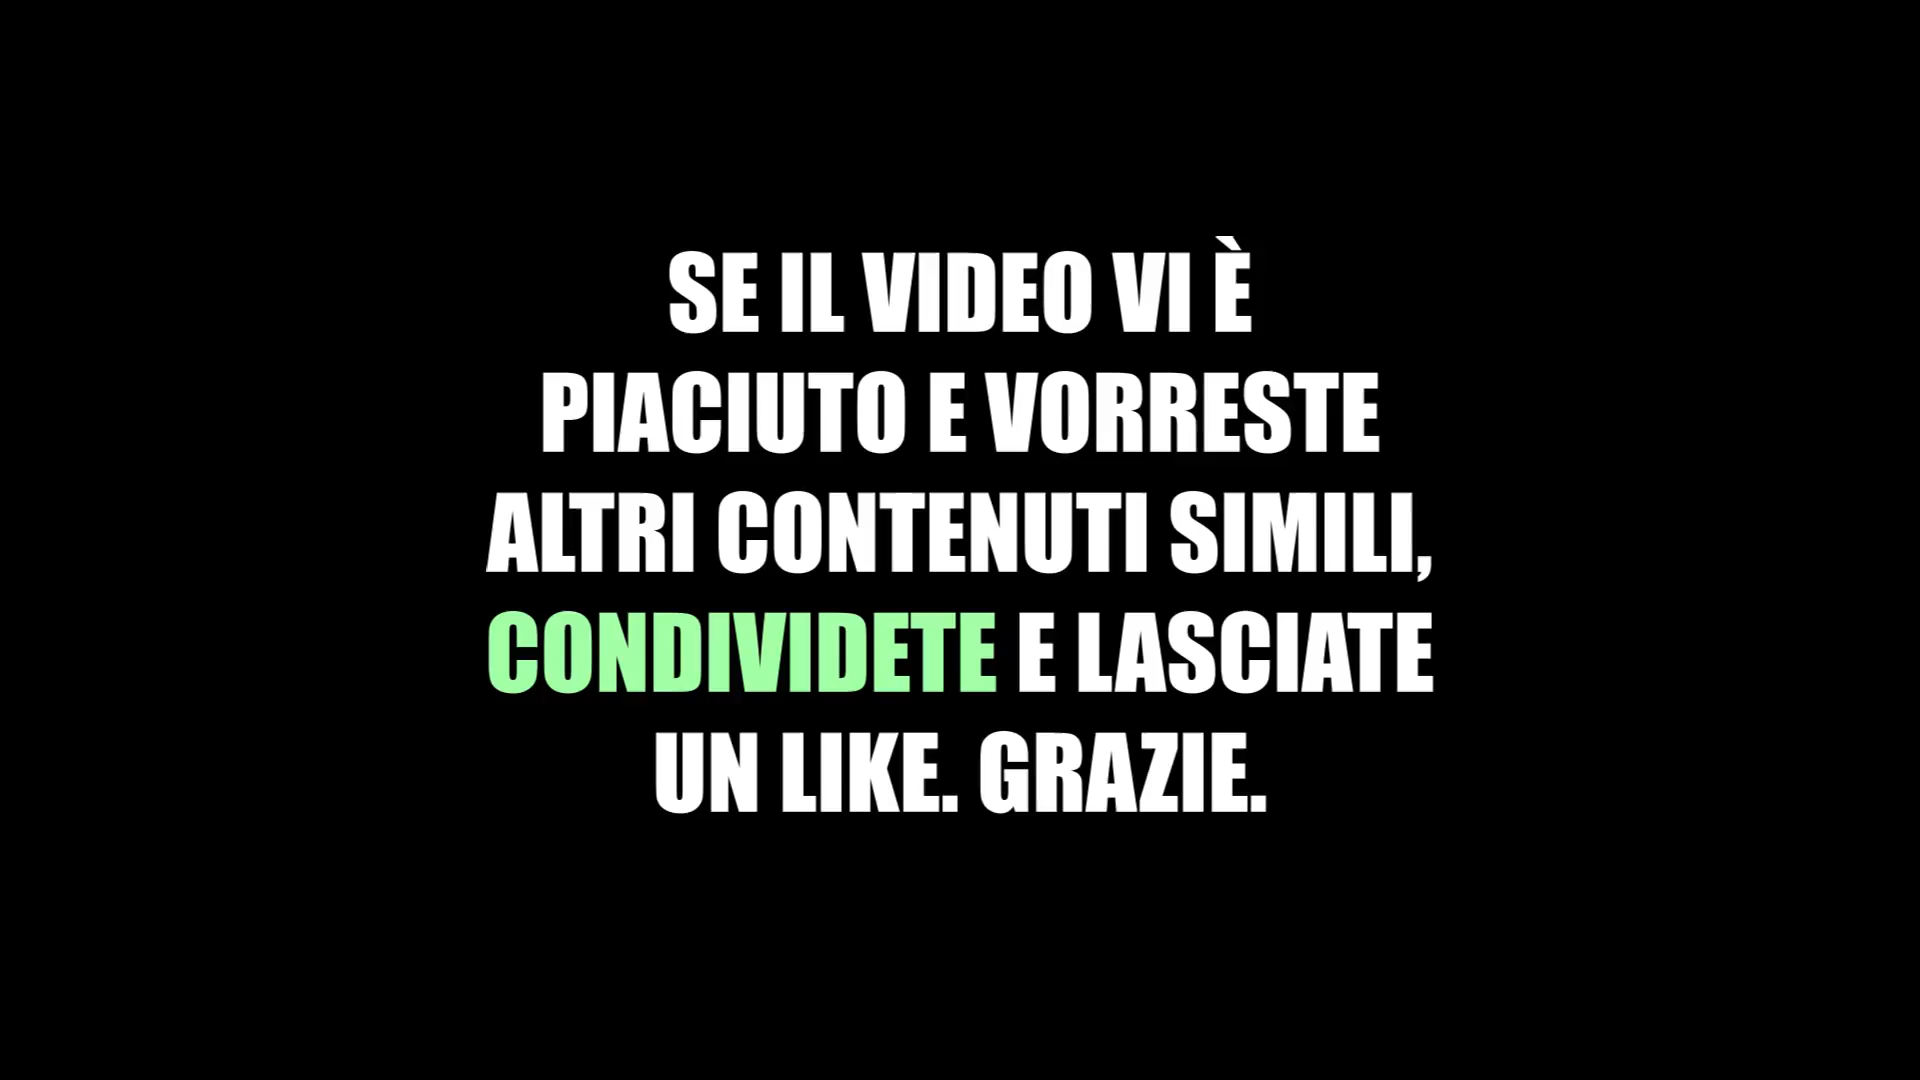 SE IL VIDEO VI È
PIACIUTO E VORRESTE
ALTRI CONTENUTI SIMILI,
CONDIVIDETE E LASCIATE
UN LIKE. GRAZIE.